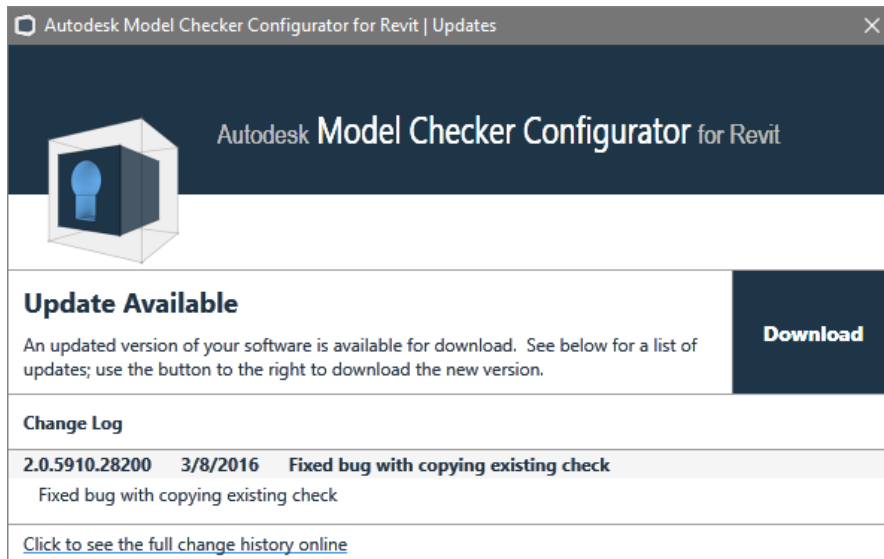 Autodesk Model Checker Configurator for Revit | Updates
Autodesk Model Checker Configurator for Revit
Update Available
An updated version of your software is available for download. See below for a list of
updates; use the button to the right to download the new version.
Download
Change Log
2.0.5910.28200 3/8/2016 Fixed bug with copying existing check
Fixed bug with copying existing check
Click to see the full change history online